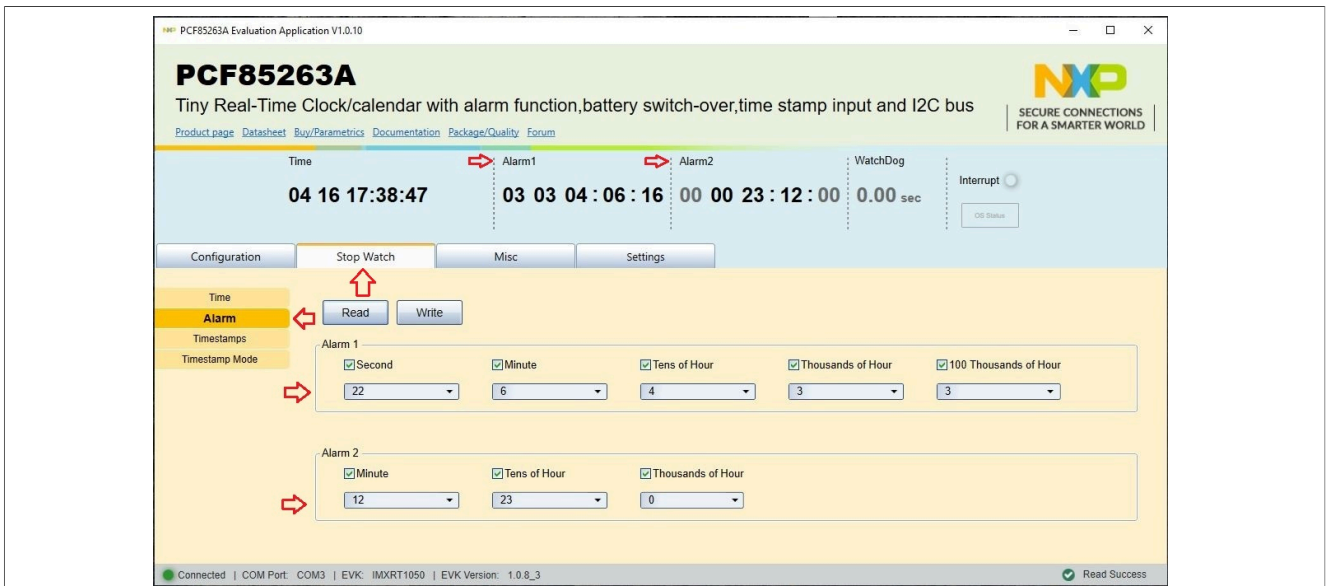 NXP PCF85263A Evaluation Application V1.0.10
PCF85263A
Tiny Real-Time Clock/calendar with alarm function,battery switch-over,time stamp input and I2C bus
Product page Datasheet Buy/Parametrics Documentation Package/Quality Forum
NXP
SECURE CONNECTIONS
FOR A SMARTER WORLD
Time Alarm1 Alarm2 WatchDog
04 16 17:38:47 03 03 04 : 06 : 16 00 00 23 : 12 : 00 0.00 sec
Interrupt
OS Status
Configuration Stop Watch Misc Settings
Time
Alarm
Timestamps
Timestamp Mode
Read Write
Alarm 1
Second Minute Tens of Hour Thousands of Hour 100 Thousands of Hour
22 6 4 3 3
Alarm 2
Minute Tens of Hour Thousands of Hour
12 23 0
Connected | COM Port: COM3 | EVK: IMXRT1050 | EVK Version: 1.0.8_3 Read Success